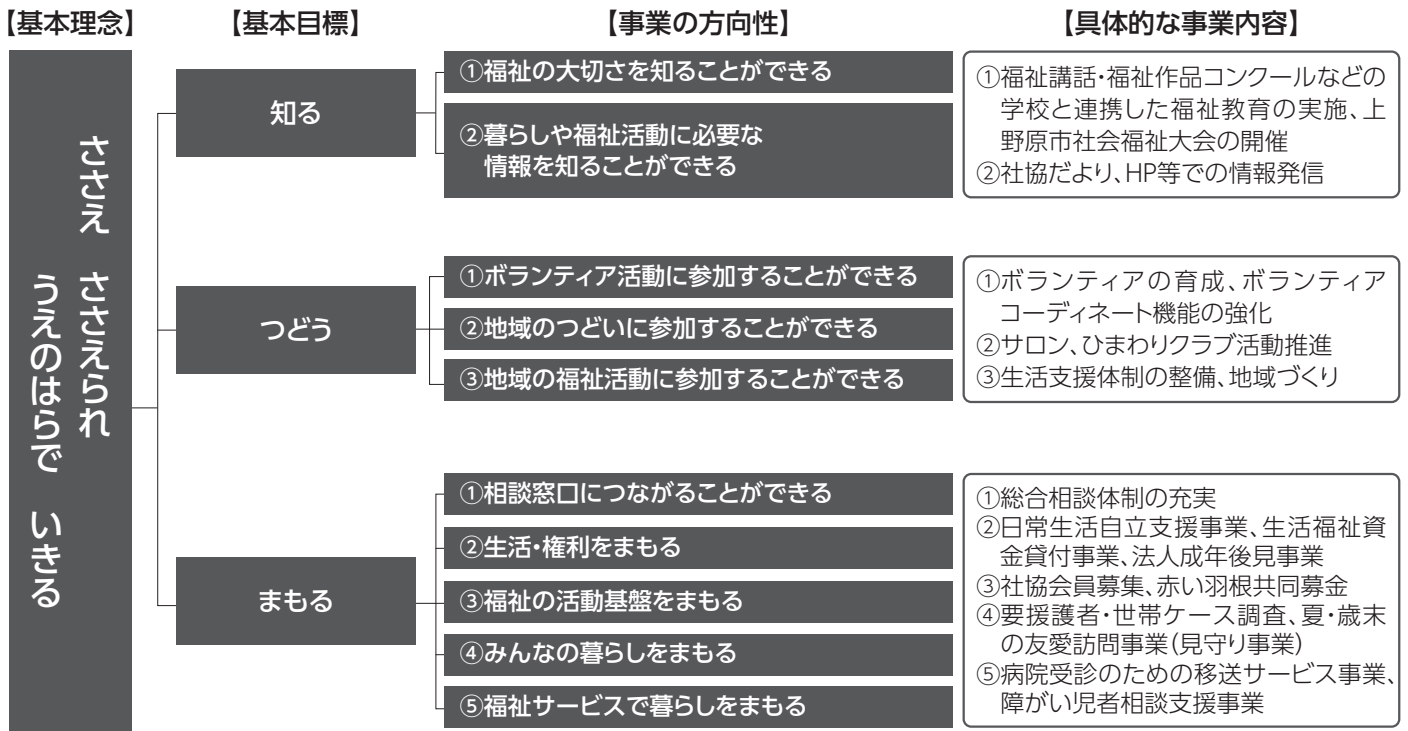 【基本理念】
【基本目標】
【事業の方向性】
【具体的な事業内容】
ささえ ささえられ
うえのはらで いきる
知る
①福祉の大切さを知ることができる
②暮らしや福祉活動に必要な
情報を知ることができる
①福祉講話・福祉作品コンクールなどの
学校と連携した福祉教育の実施、上
野原市社会福祉大会の開催
②社協だより、HP等での情報発信
つどう
①ボランティア活動に参加することができる
②地域のつどいに参加することができる
③地域の福祉活動に参加することができる
①ボランティアの育成、ボランティア
コーディネート機能の強化
②サロン、ひまわりクラブ活動推進
③生活支援体制の整備、地域づくり
まもる
①相談窓口につながることができる
②生活・権利をまもる
③福祉の活動基盤をまもる
④みんなの暮らしをまもる
⑤福祉サービスで暮らしをまもる
①総合相談体制の充実
②日常生活自立支援事業、生活福祉資
金貸付事業、法人成年後見事業
③社協会員募集、赤い羽根共同募金
④要援護者・世帯ケース調査、夏・歳末
の友愛訪問事業(見守り事業)
⑤病院受診のための移送サービス事業、
障がい児者相談支援事業